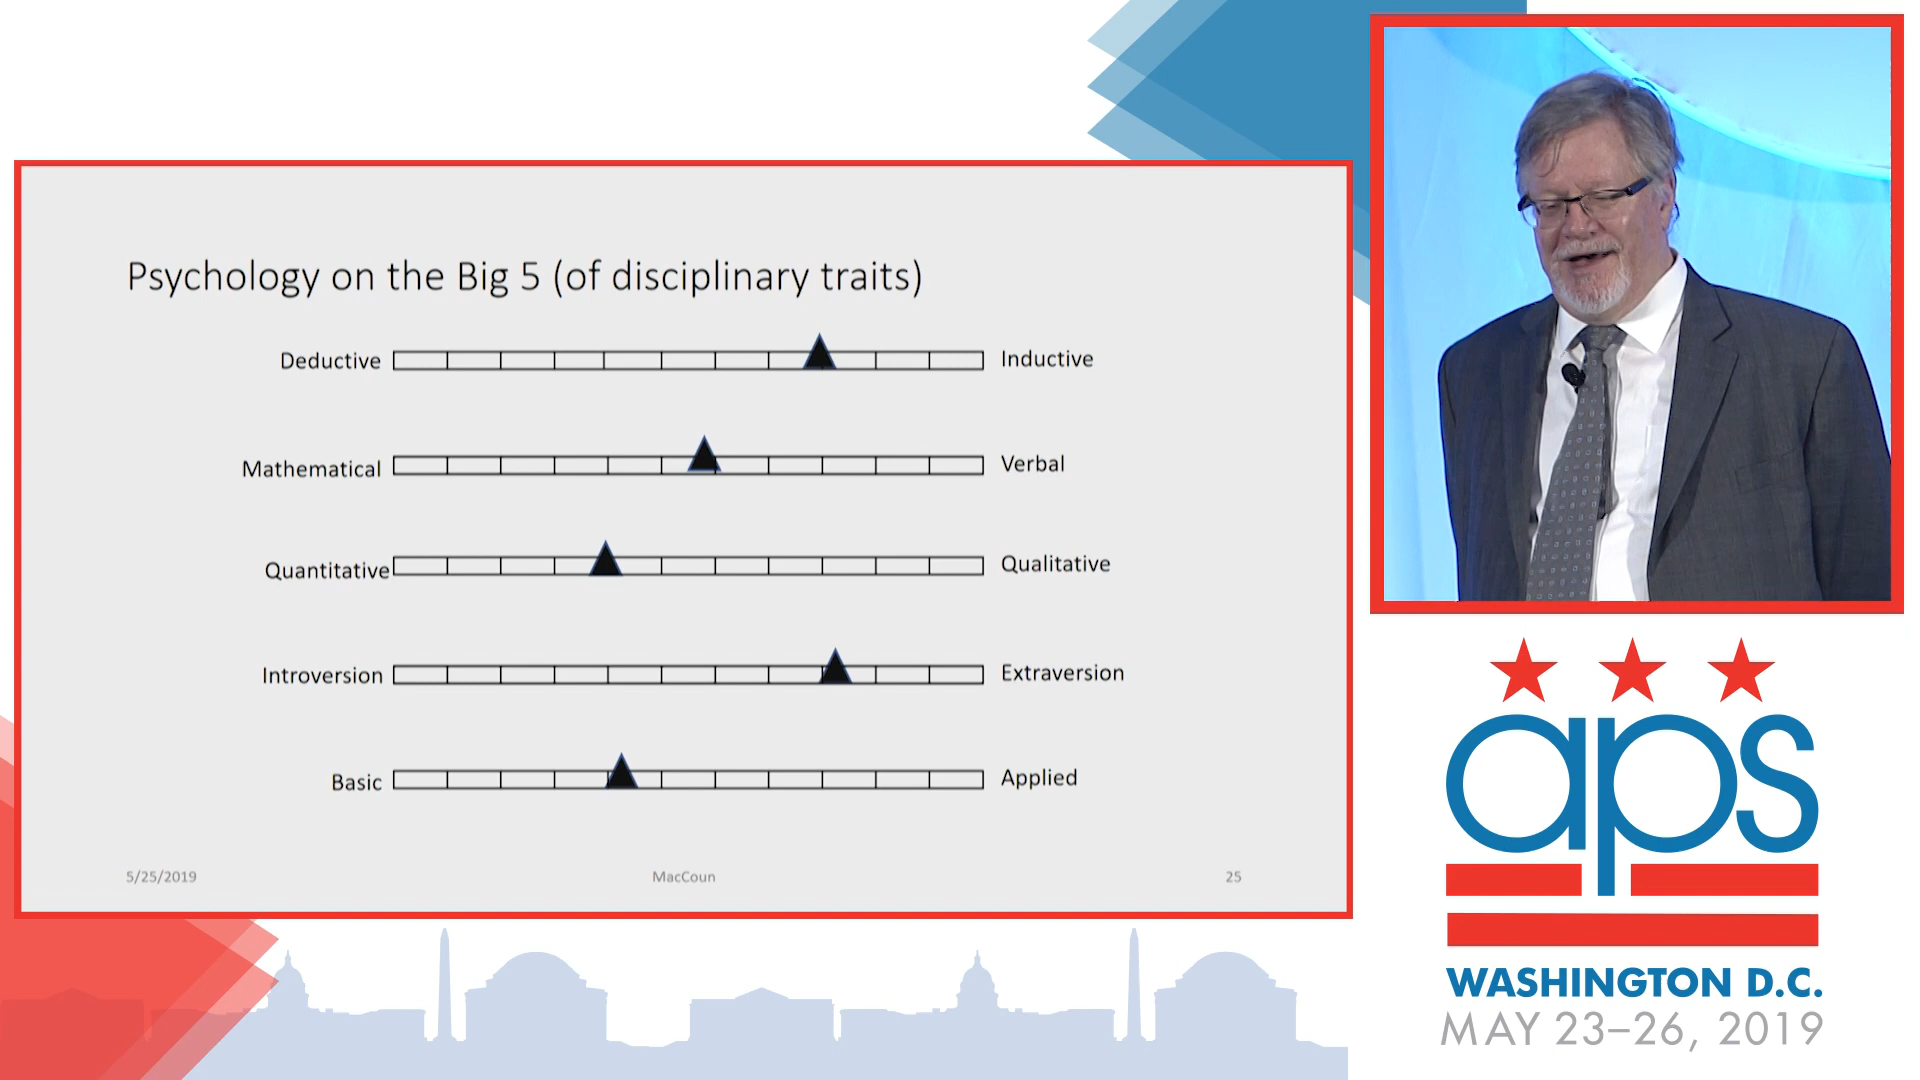 Psychology on the Big 5 (of disciplinary traits)
Deductive Inductive
Mathematical Verbal
Quantitative Qualitative
Introversion Extraversion
Basic Applied
5/25/2019 MacCoun 25
aps
WASHINGTON D.C.
MAY 23–26, 2019